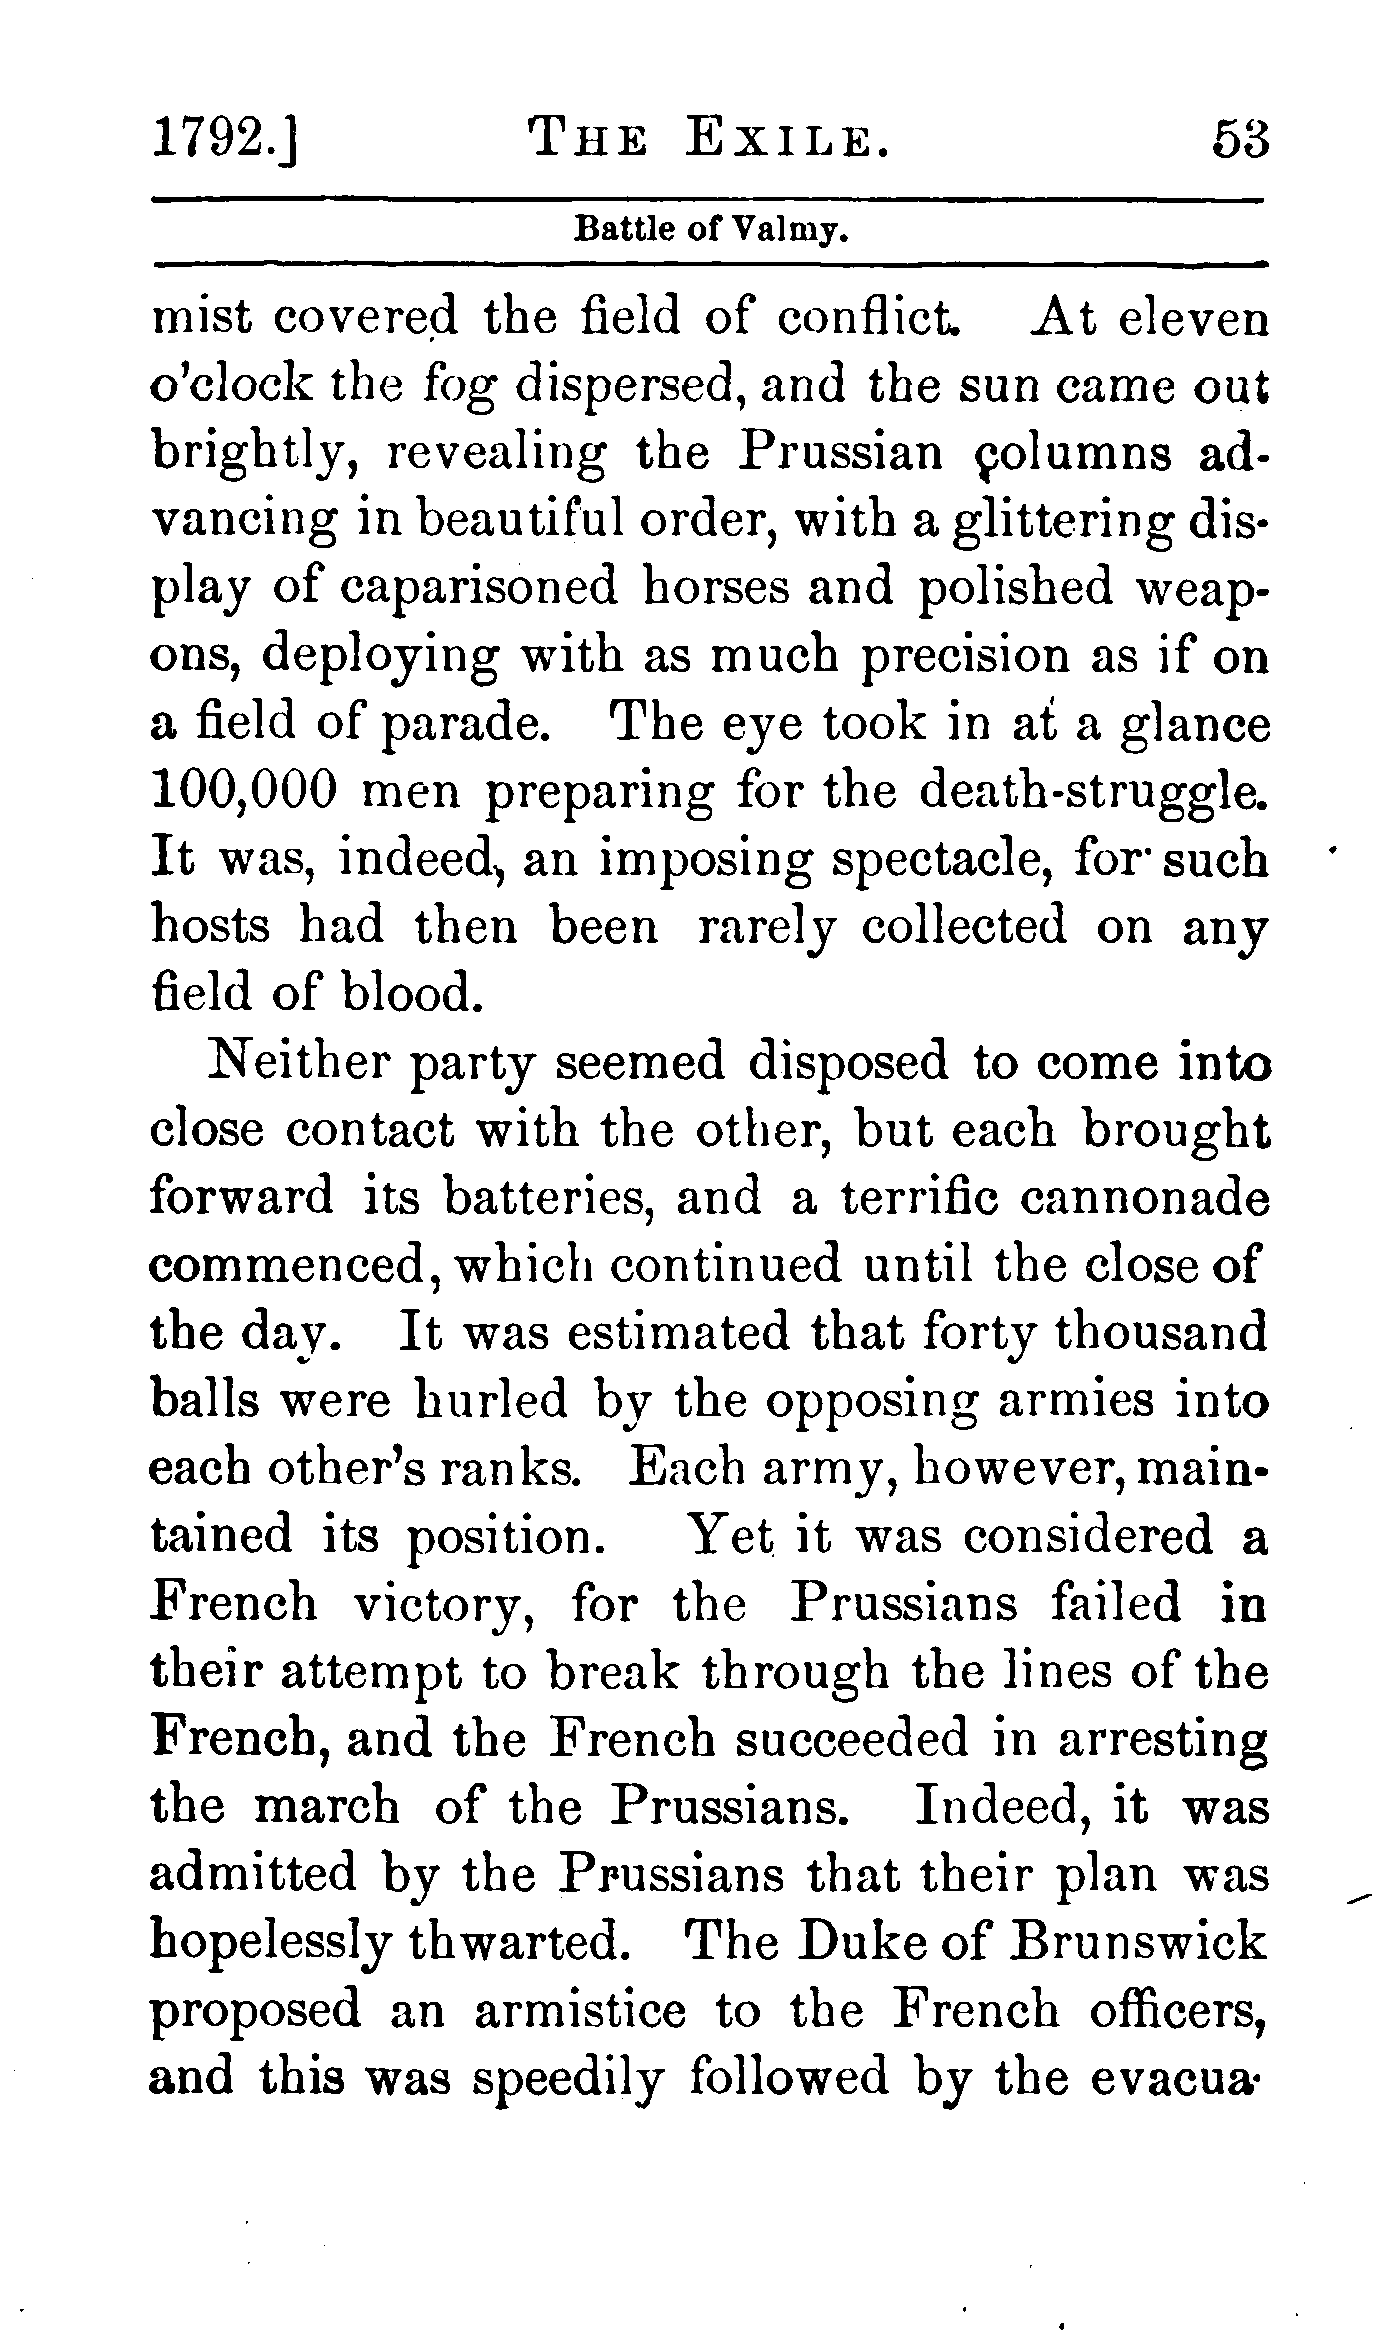 1792.] THE EXILE. 53
Battle of Valmy.
mist covered the field of conflict. At eleven
o'clock the fog dispersed, and the sun came out
brightly, revealing the Prussian columns ad-
vancing in beautiful order, with a glittering dis-
play of caparisoned horses and polished weap-
ons, deploying with as much precision as if on
a field of parade. The eye took in at a glance
100,000 men preparing for the death-struggle.
It was, indeed, an imposing spectacle, for such
hosts had then been rarely collected on any
field of blood.
Neither party seemed disposed to come into
close contact with the other, but each brought
forward its batteries, and a terrific cannonade
commenced, which continued until the close of
the day. It was estimated that forty thousand
balls were hurled by the opposing armies into
each other's ranks. Each army, however, main-
tained its position. Yet it was considered a
French victory, for the Prussians failed in
their attempt to break through the lines of the
French, and the French succeeded in arresting
the march of the Prussians. Indeed, it was
admitted by the Prussians that their plan was
hopelessly thwarted. The Duke of Brunswick
proposed an armistice to the French officers,
and this was speedily followed by the evacua-